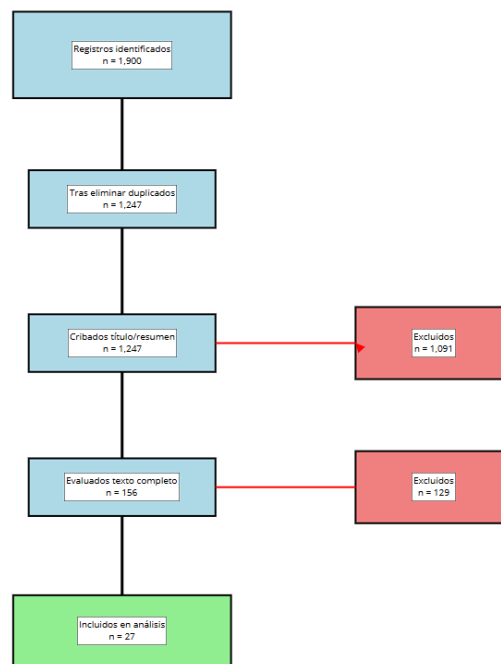 Registros identificados
n = 1,900
Tras eliminar duplicados
n = 1,247
Cribados título/resumen
n = 1,247
Excluidos
n = 1,091
Evaluados texto completo
n = 156
Excluidos
n = 129
Incluidos en análisis
n = 27